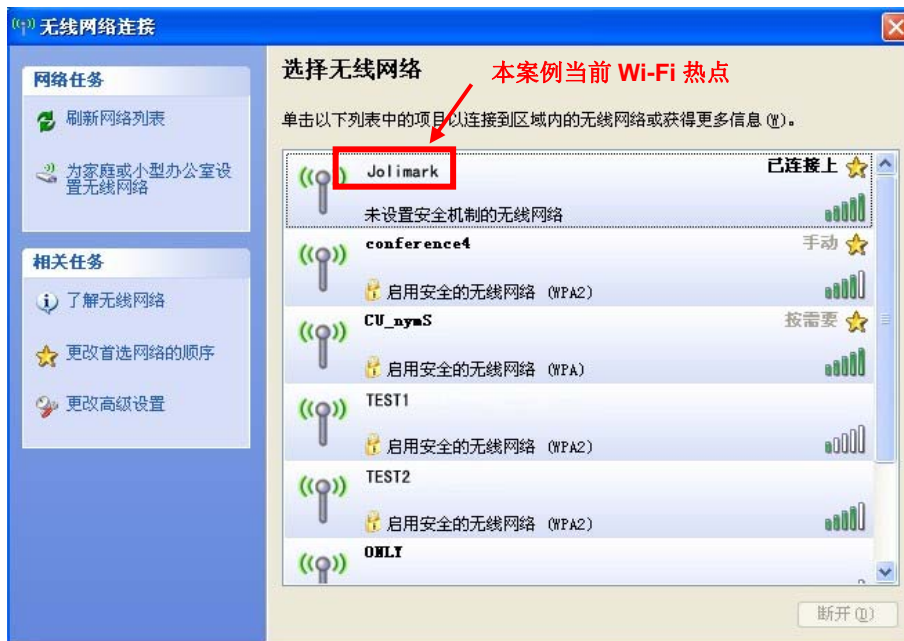 无线网络连接
网络任务
刷新网络列表
为家庭或小型办公室设
置无线网络
相关任务
了解无线网络
更改首选网络的顺序
更改高级设置
选择无线网络
本案例当前 Wi-Fi 热点
单击以下列表中的项目以连接到区域内的无线网络或获得更多信息(W)。
Jolimark
已连接上
未设置安全机制的无线网络
conference4
手动
启用安全的无线网络 (WPA2)
CU_nymS
按需要
启用安全的无线网络 (WPA)
TEST1
启用安全的无线网络 (WPA2)
TEST2
启用安全的无线网络 (WPA2)
ONLY
断开(D)